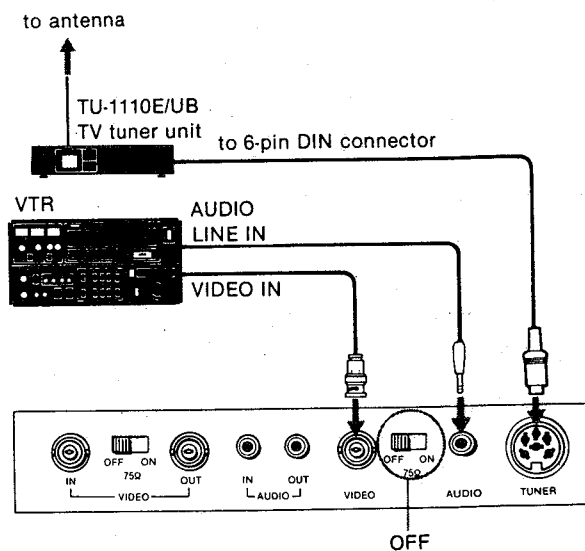 to antenna
TU-1110E/UB
TV tuner unit
to 6-pin DIN connector
VTR
AUDIO
LINE IN
VIDEO IN
OFF ON
75Ω
IN
OUT
VIDEO
IN
OUT
AUDIO
VIDEO
OFF ON
75Ω
AUDIO
TUNER
OFF